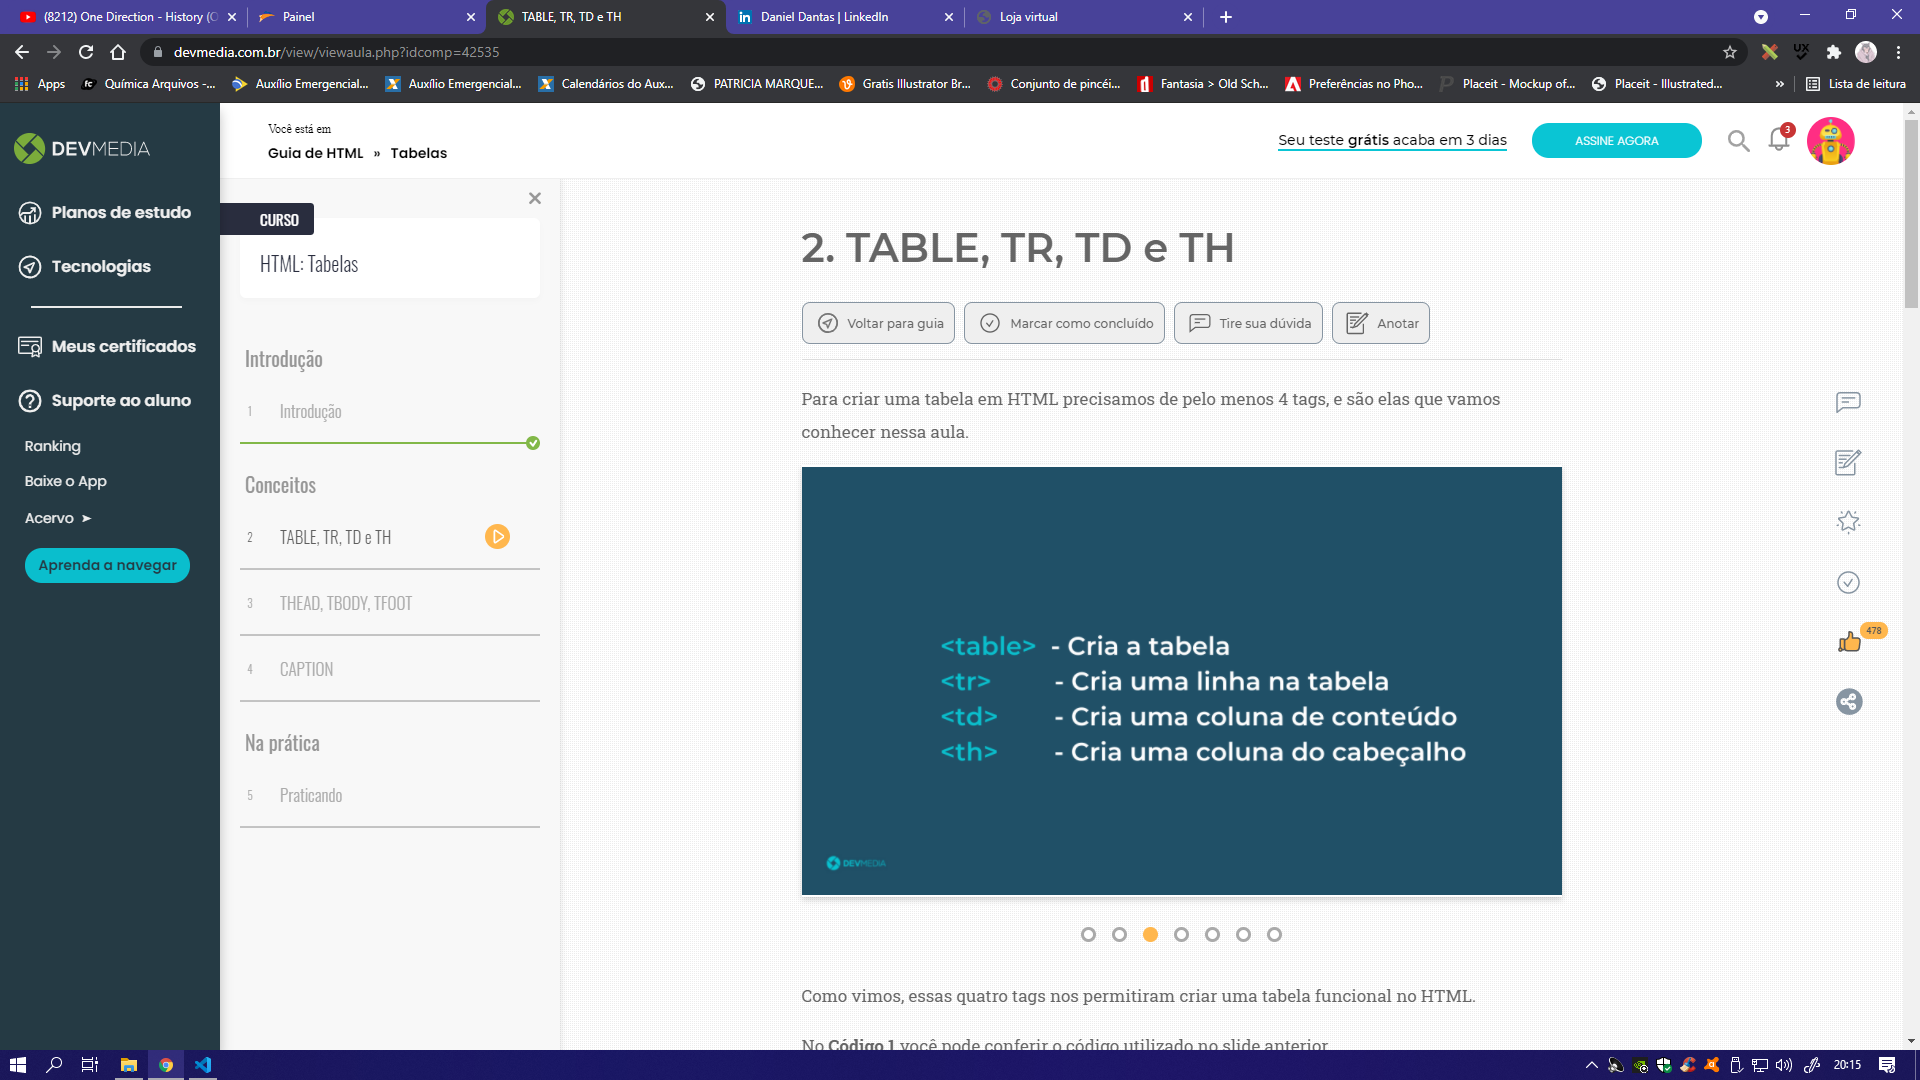 (8212) One Direction - History (O
Painel
TABLE, TR, TD e TH
Daniel Dantas | LinkedIn
Loja virtual
devmedia.com.br/view/viewaula.php?idcomp=42535
Apps
Química Arquivos -...
Auxílio Emergencial...
Auxílio Emergencial...
Calendários do Aux...
PATRICIA MARQUE...
Gratis Illustrator Br...
Conjunto de pincéi...
Fantasia > Old Sch...
Preferências no Pho...
Placeit - Mockup of...
Placeit - Illustrated...
»
Lista de leitura
DEVMEDIA
Planos de estudo
Tecnologias
Meus certificados
Suporte ao aluno
Ranking
Baixe o App
Acervo ➤
Aprenda a navegar
Você está em
Guia de HTML » Tabelas
Seu teste grátis acaba em 3 dias
ASSINE AGORA
3
CURSO
HTML: Tabelas
Introdução
1 Introdução
Conceitos
2 TABLE, TR, TD e TH
3 THEAD, TBODY, TFOOT
4 CAPTION
Na prática
5 Praticando
2. TABLE, TR, TD e TH
Voltar para guia
Marcar como concluído
Tire sua dúvida
Anotar
Para criar uma tabela em HTML precisamos de pelo menos 4 tags, e são elas que vamos
conhecer nessa aula.
<table> - Cria a tabela
<tr> - Cria uma linha na tabela
<td> - Cria uma coluna de conteúdo
<th> - Cria uma coluna do cabeçalho
DEVMEDIA
478
Como vimos, essas quatro tags nos permitiram criar uma tabela funcional no HTML.
No Código 1 você pode conferir o código utilizado no slide anterior
20:15